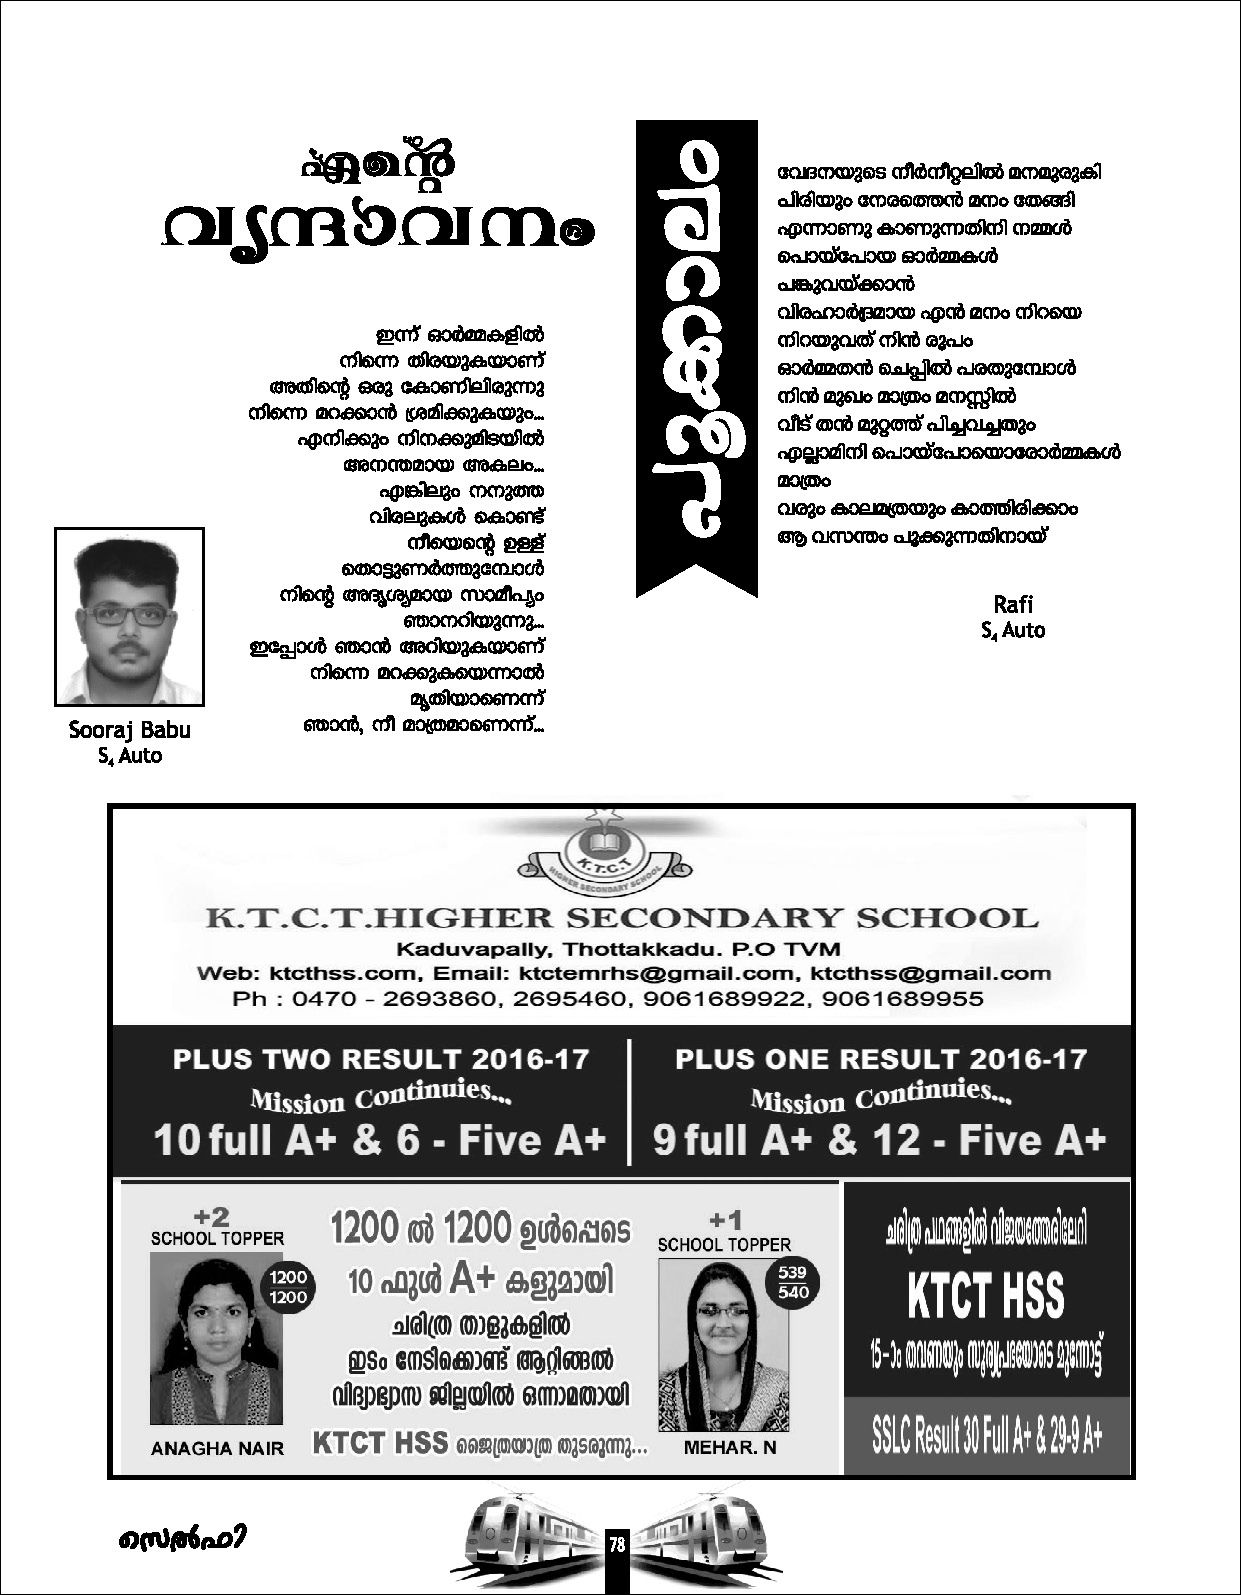 എന്റെ
വൃന്ദാവനം
ഇന്ന് ഓർമ്മകളിൽ
നിന്നെ തിരയുകയാണ്
അതിന്റെ ഒരു കോണിലിരുന്നു
നിന്നെ മറക്കാൻ ശ്രമിക്കുകയും...
എനിക്കും നിനക്കുമിടയിൽ
അനന്തമായ അകലം...
എങ്കിലും നനുത്ത
വിരലുകൾ കൊണ്ട്
നീയെന്റെ ഉള്ള്
തൊട്ടുണർത്തുമ്പോൾ
നിന്റെ അദൃശ്യമായ സാമീപ്യം
ഞാനറിയുന്നു...
ഇപ്പോൾ ഞാൻ അറിയുകയാണ്
നിന്നെ മറക്കുകയെന്നാൽ
മൃതിയാണെന്ന്
ഞാൻ, നീ മാത്രമാണെന്ന്...
Sooraj Babu
S4 Auto
പൂക്കാലം
വേദനയുടെ നീർനീറ്റലിൽ മനമുരുകി
പിരിയും നേരത്തെൻ മനം തേങ്ങി
എന്നാണു കാണുന്നതിനി നമ്മൾ
പൊയ്പോയ ഓർമ്മകൾ
പങ്കുവയ്ക്കാൻ
വിരഹാർദ്രമായ എൻ മനം നിറയെ
നിറയുവത് നിൻ രൂപം
ഓർമ്മതൻ ചെപ്പിൽ പരതുമ്പോൾ
നിൻ മുഖം മാത്രം മനസ്സിൽ
വീട് തൻ മുറ്റത്ത് പിച്ചവച്ചതും
എല്ലാമിനി പൊയ്പോയൊരോർമ്മകൾ
മാത്രം
വരും കാലമത്രയും കാത്തിരിക്കാം
ആ വസന്തം പൂക്കുന്നതിനായ്
Rafi
S4 Auto
K.T.C.T
HIGHER SECONDARY SCHOOL
K.T.C.T.HIGHER SECONDARY SCHOOL
Kaduvapally, Thottakkadu. P.O TVM
Web: ktcthss.com, Email: ktctemrhs@gmail.com, ktcthss@gmail.com
Ph : 0470 - 2693860, 2695460, 9061689922, 9061689955
PLUS TWO RESULT 2016-17
Mission Continuies...
10 full A+ & 6 - Five A+
PLUS ONE RESULT 2016-17
Mission Continuies...
9 full A+ & 12 - Five A+
+2
SCHOOL TOPPER
1200
1200
ANAGHA NAIR
1200 ൽ 1200 ഉൾപ്പെടെ
10 ഫുൾ A+ കളുമായി
ചരിത്ര താളുകളിൽ
ഇടം നേടിക്കൊണ്ട് ആറ്റിങ്ങൽ
വിദ്യാഭ്യാസ ജില്ലയിൽ ഒന്നാമതായി
KTCT HSS ജൈത്രയാത്ര തുടരുന്നു...
+1
SCHOOL TOPPER
539
540
MEHAR. N
ചരിത്ര പഥങ്ങളിൽ വിജയത്തേരിലേറി
KTCT HSS
15-ാം തവണയും സൂര്യപ്രഭയോടെ മുന്നോട്ട്
SSLC Result 30 Full A+ & 29-9 A+
സെൽഫി
78